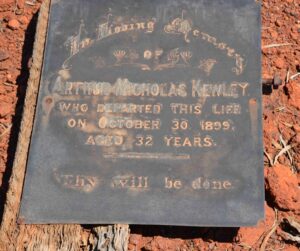 In Loving Memory
OF
ARTHUR NICHOLAS KEWLEY
WHO DEPARTED THIS LIFE
ON OCTOBER 30 1899,
AGED 32 YEARS.
Thy will be done.